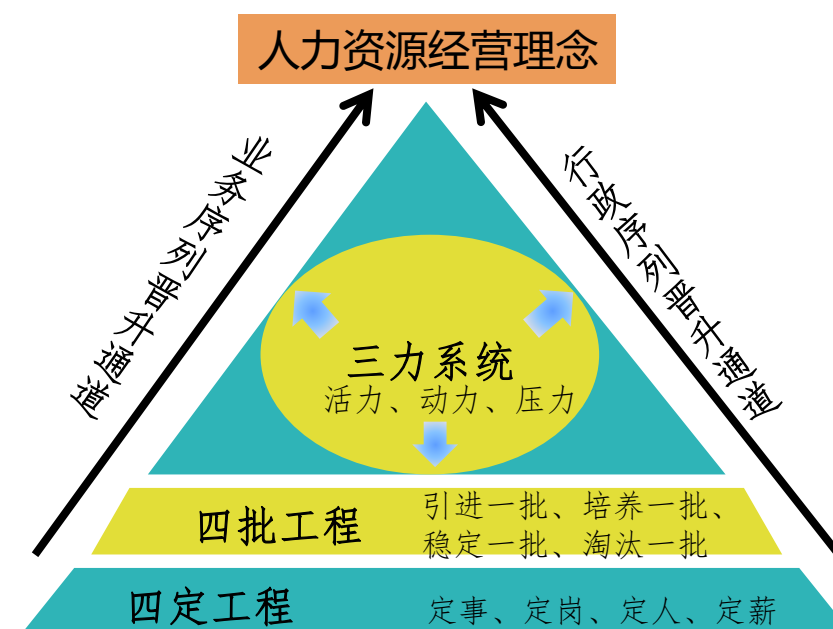 人力资源经营理念
业务序列晋升通道
行政序列晋升通道
三力系统
活力、动力、压力
四批工程
引进一批、培养一批、
稳定一批、淘汰一批
四定工程
定事、定岗、定人、定薪